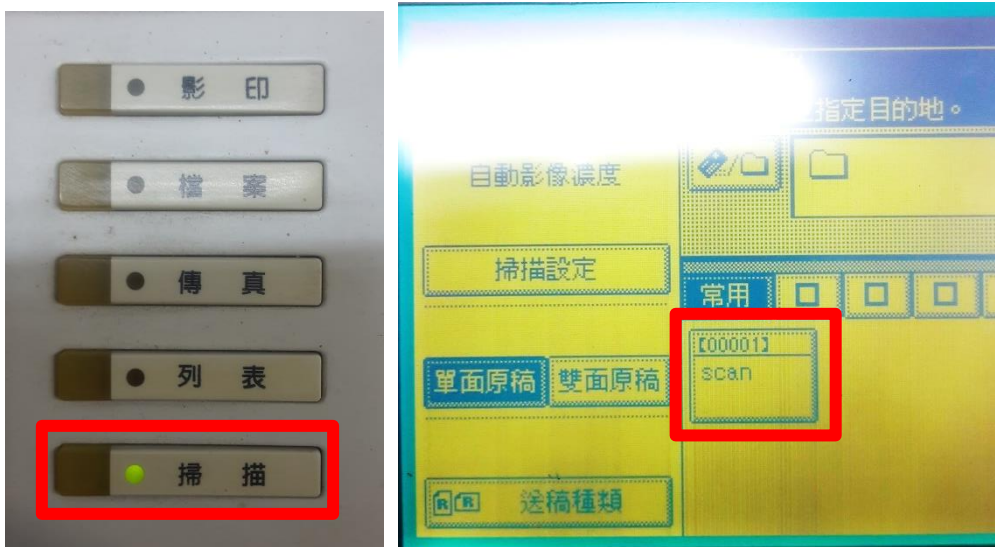 影印
檔案
傳真
列表
掃描
指定目的地。
自動影像濃度
掃描設定
常用
【00001】
scan
單面原稿
雙面原稿
R R
送稿種類